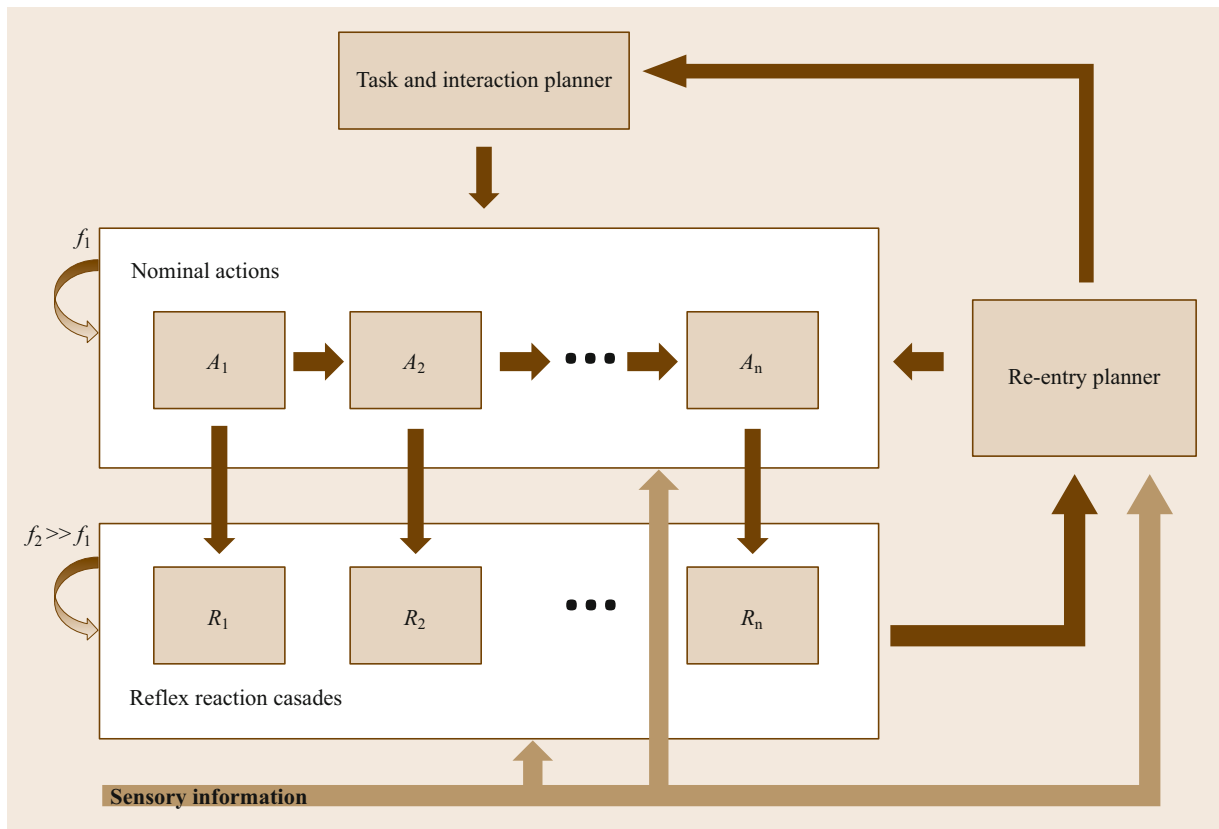 Task and interaction planner
f₁
Nominal actions
A₁
A₂
...
Aₙ
Re-entry planner
f₂ >> f₁
R₁
R₂
...
Rₙ
Reflex reaction casades
Sensory information